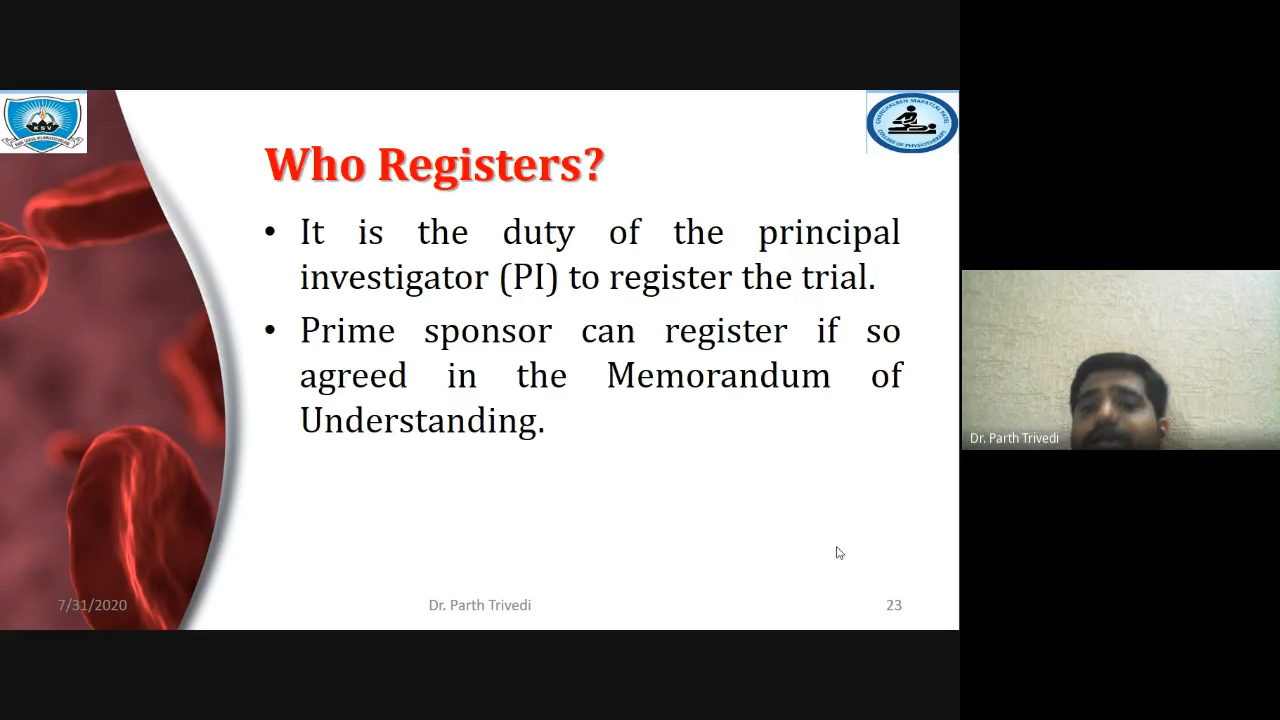 KSV
Who Registers?
• It is the duty of the principal
investigator (PI) to register the trial.
• Prime sponsor can register if so
agreed in the Memorandum of
Understanding.
Dr. Parth Trivedi
7/31/2020
Dr. Parth Trivedi
23